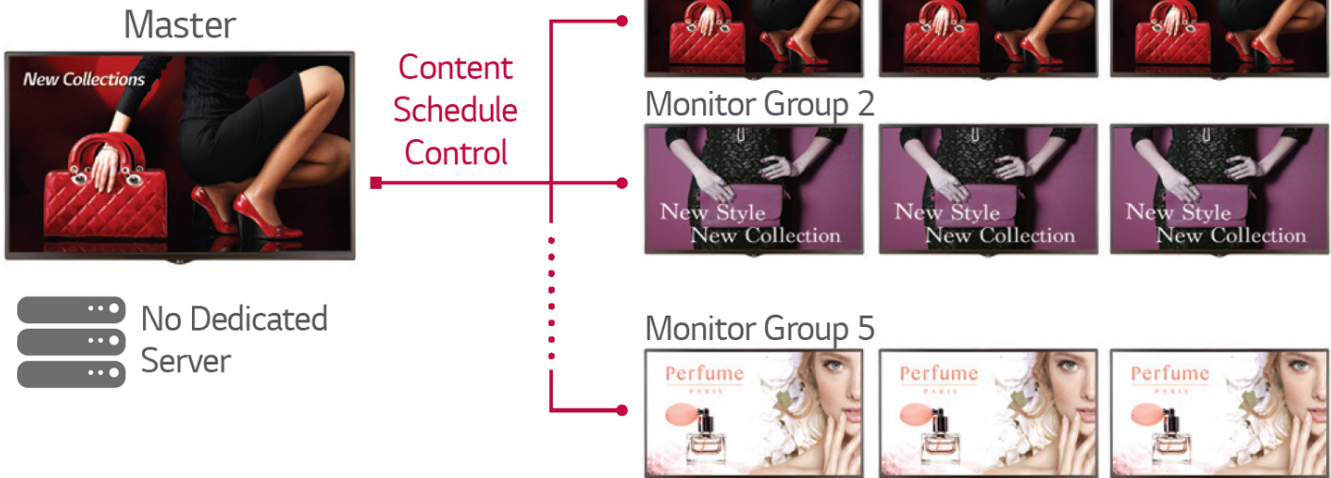 Master
New Collections
Content
Schedule
Control
No Dedicated
Server
Monitor Group 2
New Style
New Collection
New Style
New Collection
New Style
New Collection
Monitor Group 5
Perfume
PARIS
Perfume
PARIS
Perfume
PARIS